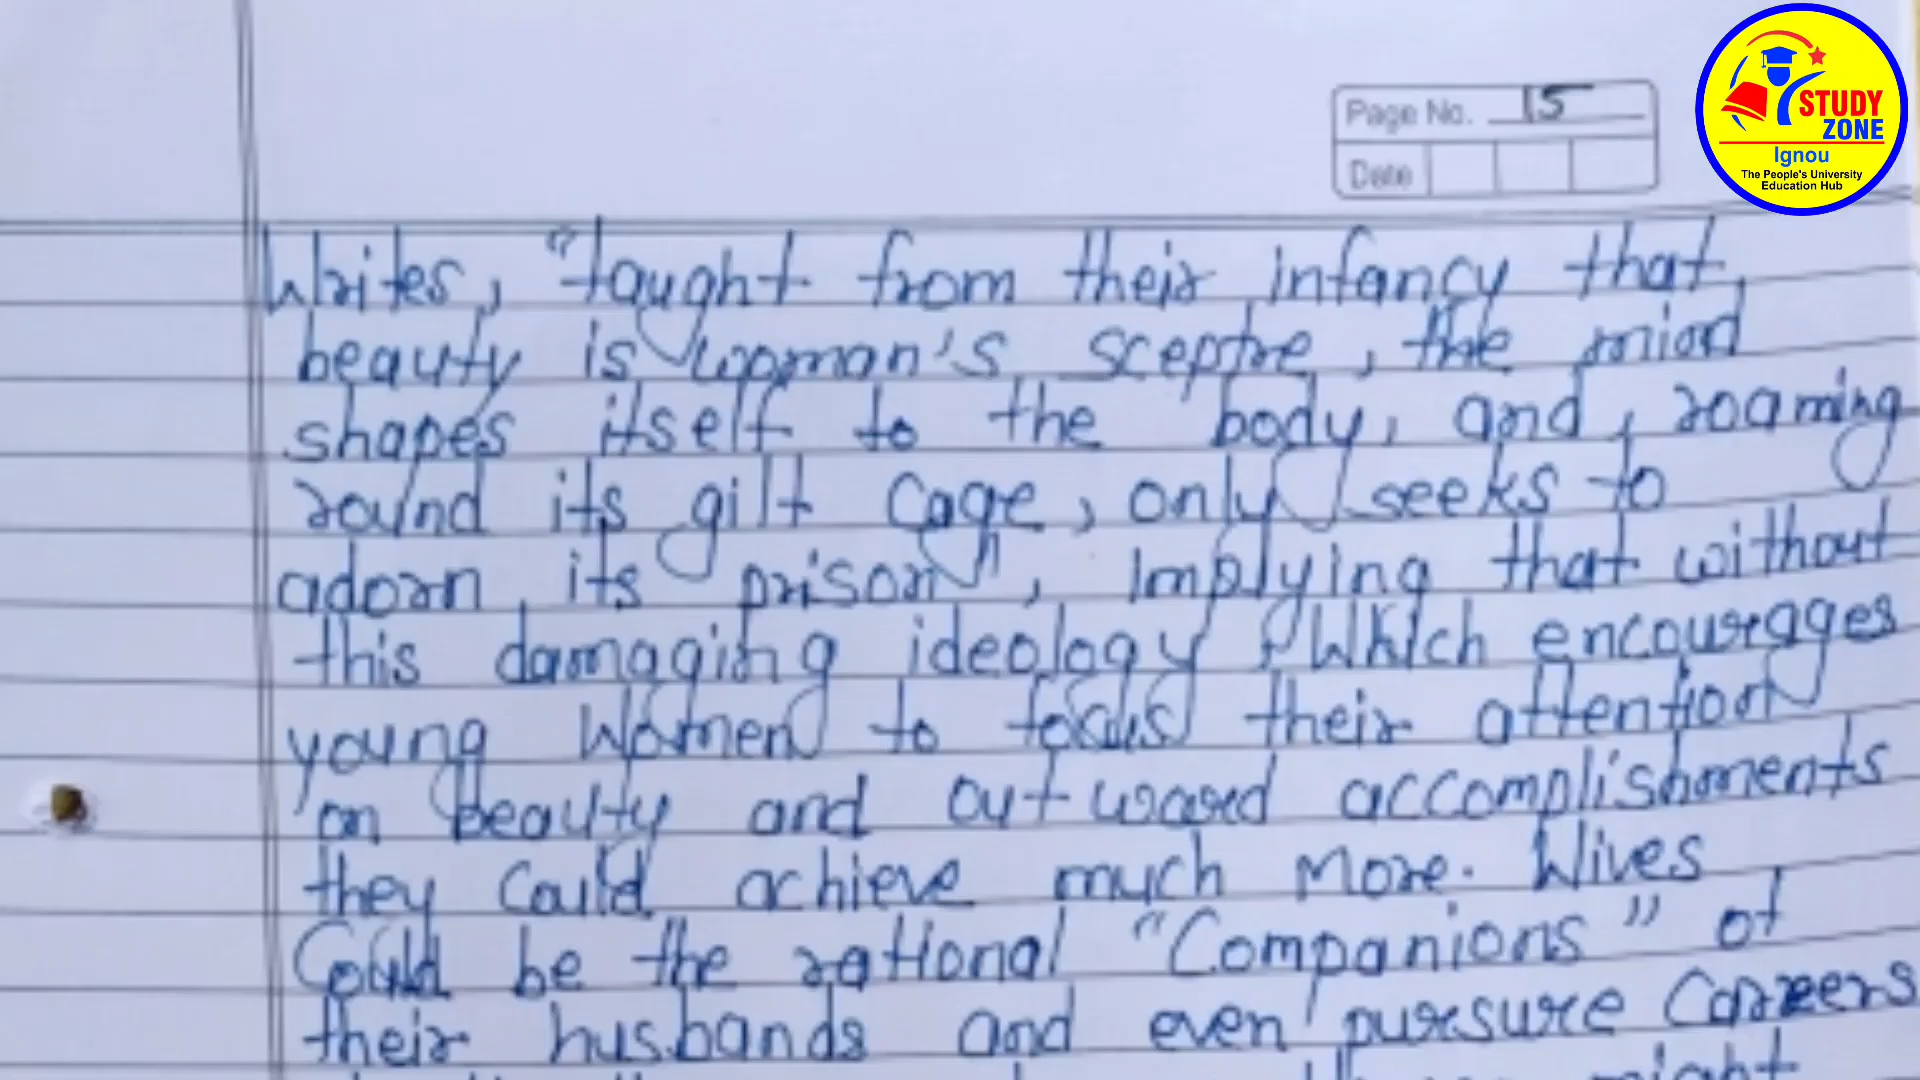 Page No. 15
Date
STUDY
ZONE
Ignou
The People's University
Education Hub
Writes, "taught from their infancy that
beauty is woman's sceptre, the mind
shapes itself to the body, and, roaming
round its gilt Cage, only seeks to
adorn its prison", Implying that without
this damaging ideology, Which encourages
young Women to focus their attention
on beauty and outward accomplishments
they Could achieve much More. Wives
Could be the rational "Companions" of
their husbands and even pursure Careers
might